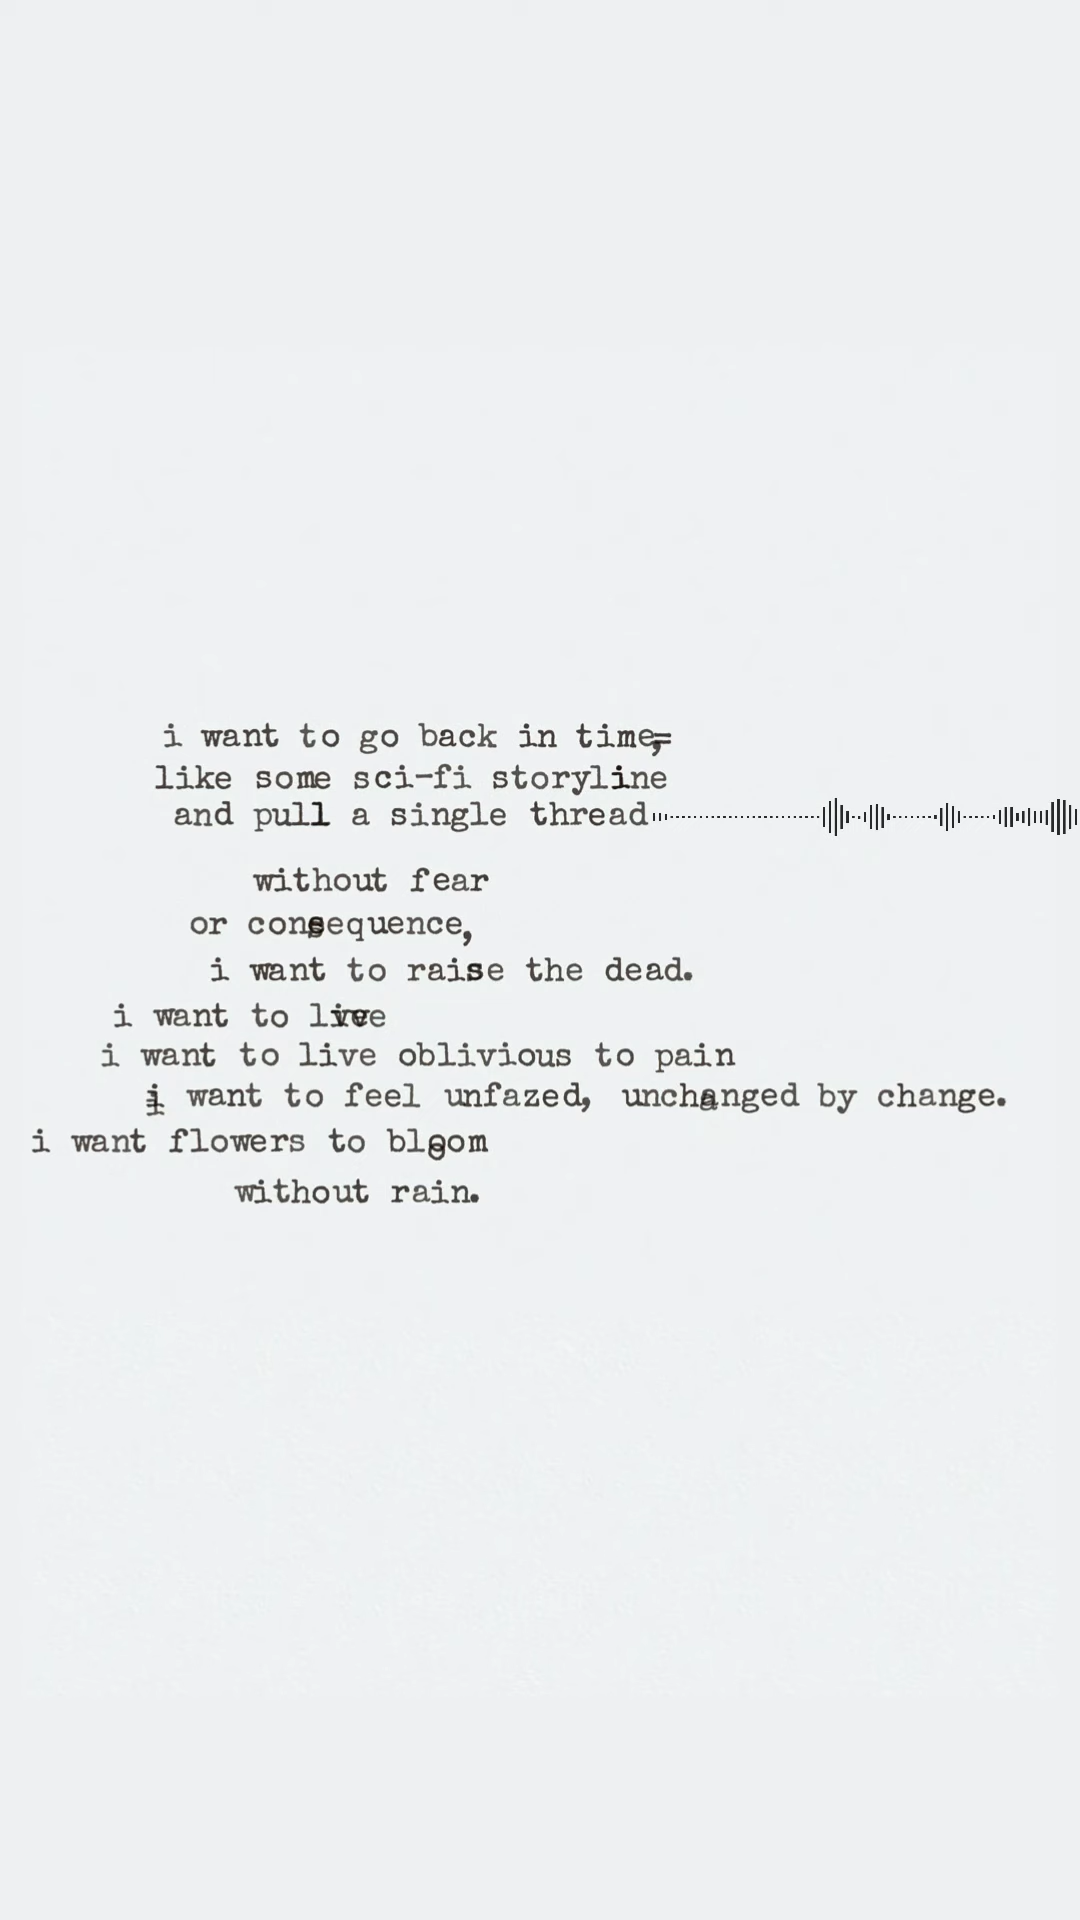 i want to go back in time,
like some sci-fi storyline
and pull a single thread
without fear
or consequence,
i want to raise the dead.
i want to live
i want to live oblivious to pain
i want to feel unfazed, unchanged by change.
i want flowers to bloom
without rain.